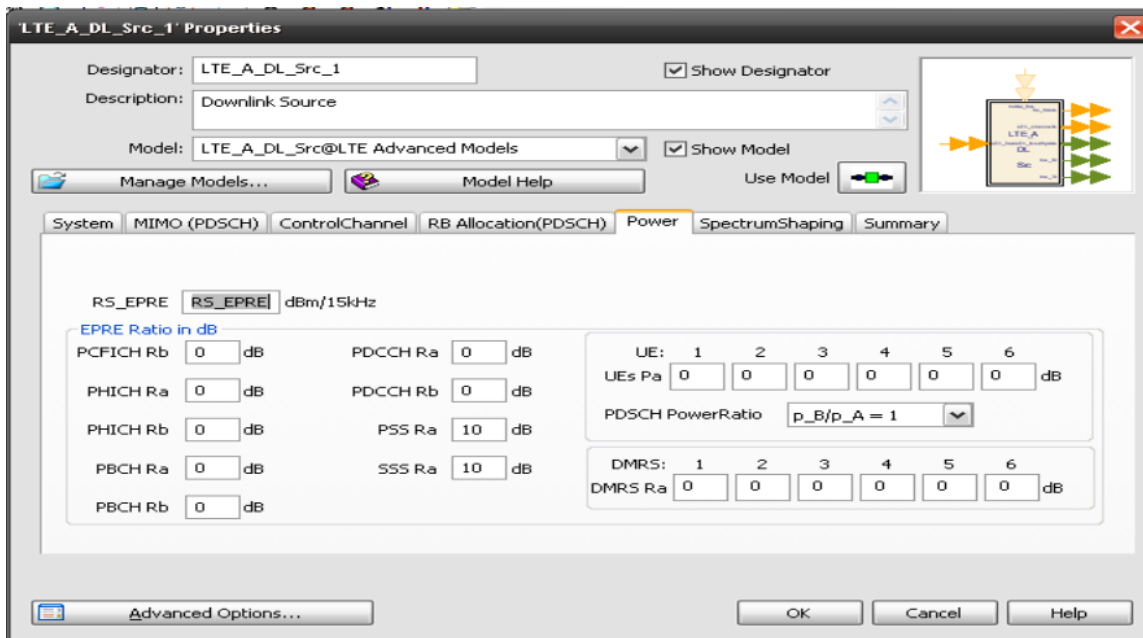 'LTE_A_DL_Src_1' Properties
Designator: LTE_A_DL_Src_1 Show Designator
Description: Downlink Source
Model: LTE_A_DL_Src@LTE Advanced Models Show Model
Manage Models... Model Help Use Model
LTE_A
DL
Src
System MIMO (PDSCH) ControlChannel RB Allocation(PDSCH) Power SpectrumShaping Summary
RS_EPRE RS_EPRE dBm/15kHz
EPRE Ratio in dB
PCFICH Rb 0 dB PDCCH Ra 0 dB
PHICH Ra 0 dB PDCCH Rb 0 dB
PHICH Rb 0 dB PSS Ra 10 dB
PBCH Ra 0 dB SSS Ra 10 dB
PBCH Rb 0 dB
UE: 1 2 3 4 5 6
UEs Pa 0 0 0 0 0 0 dB
PDSCH PowerRatio p_B/p_A = 1
DMRS: 1 2 3 4 5 6
DMRS Ra 0 0 0 0 0 0 dB
Advanced Options... OK Cancel Help